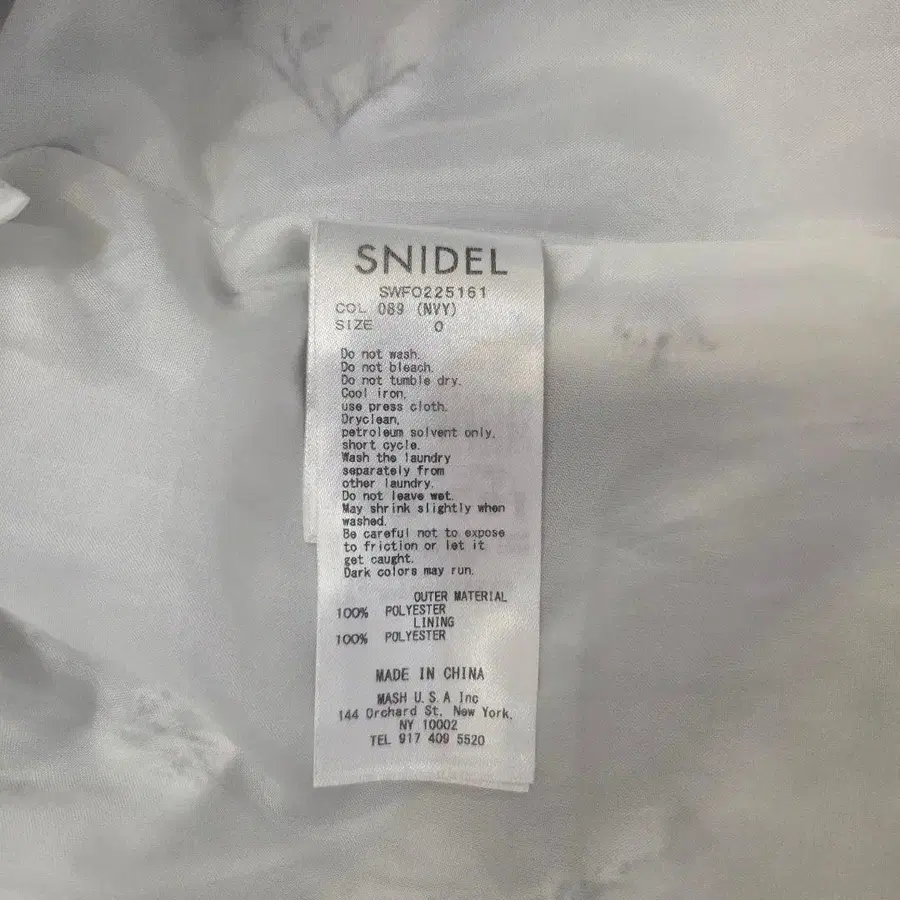 SNIDEL
SWFO225161
COL 089 (NVY)
SIZE 0
Do not wash.
Do not bleach.
Do not tumble dry.
Cool iron,
use press cloth.
Dryclean,
petroleum solvent only,
short cycle.
Wash the laundry
separately from
other laundry.
Do not leave wet.
May shrink slightly when
washed.
Be careful not to expose
to friction or let it
get caught.
Dark colors may run.
OUTER MATERIAL
100% POLYESTER
LINING
100% POLYESTER
MADE IN CHINA
MASH U.S.A Inc
144 Orchard St, New York,
NY 10002
TEL 917 409 5520